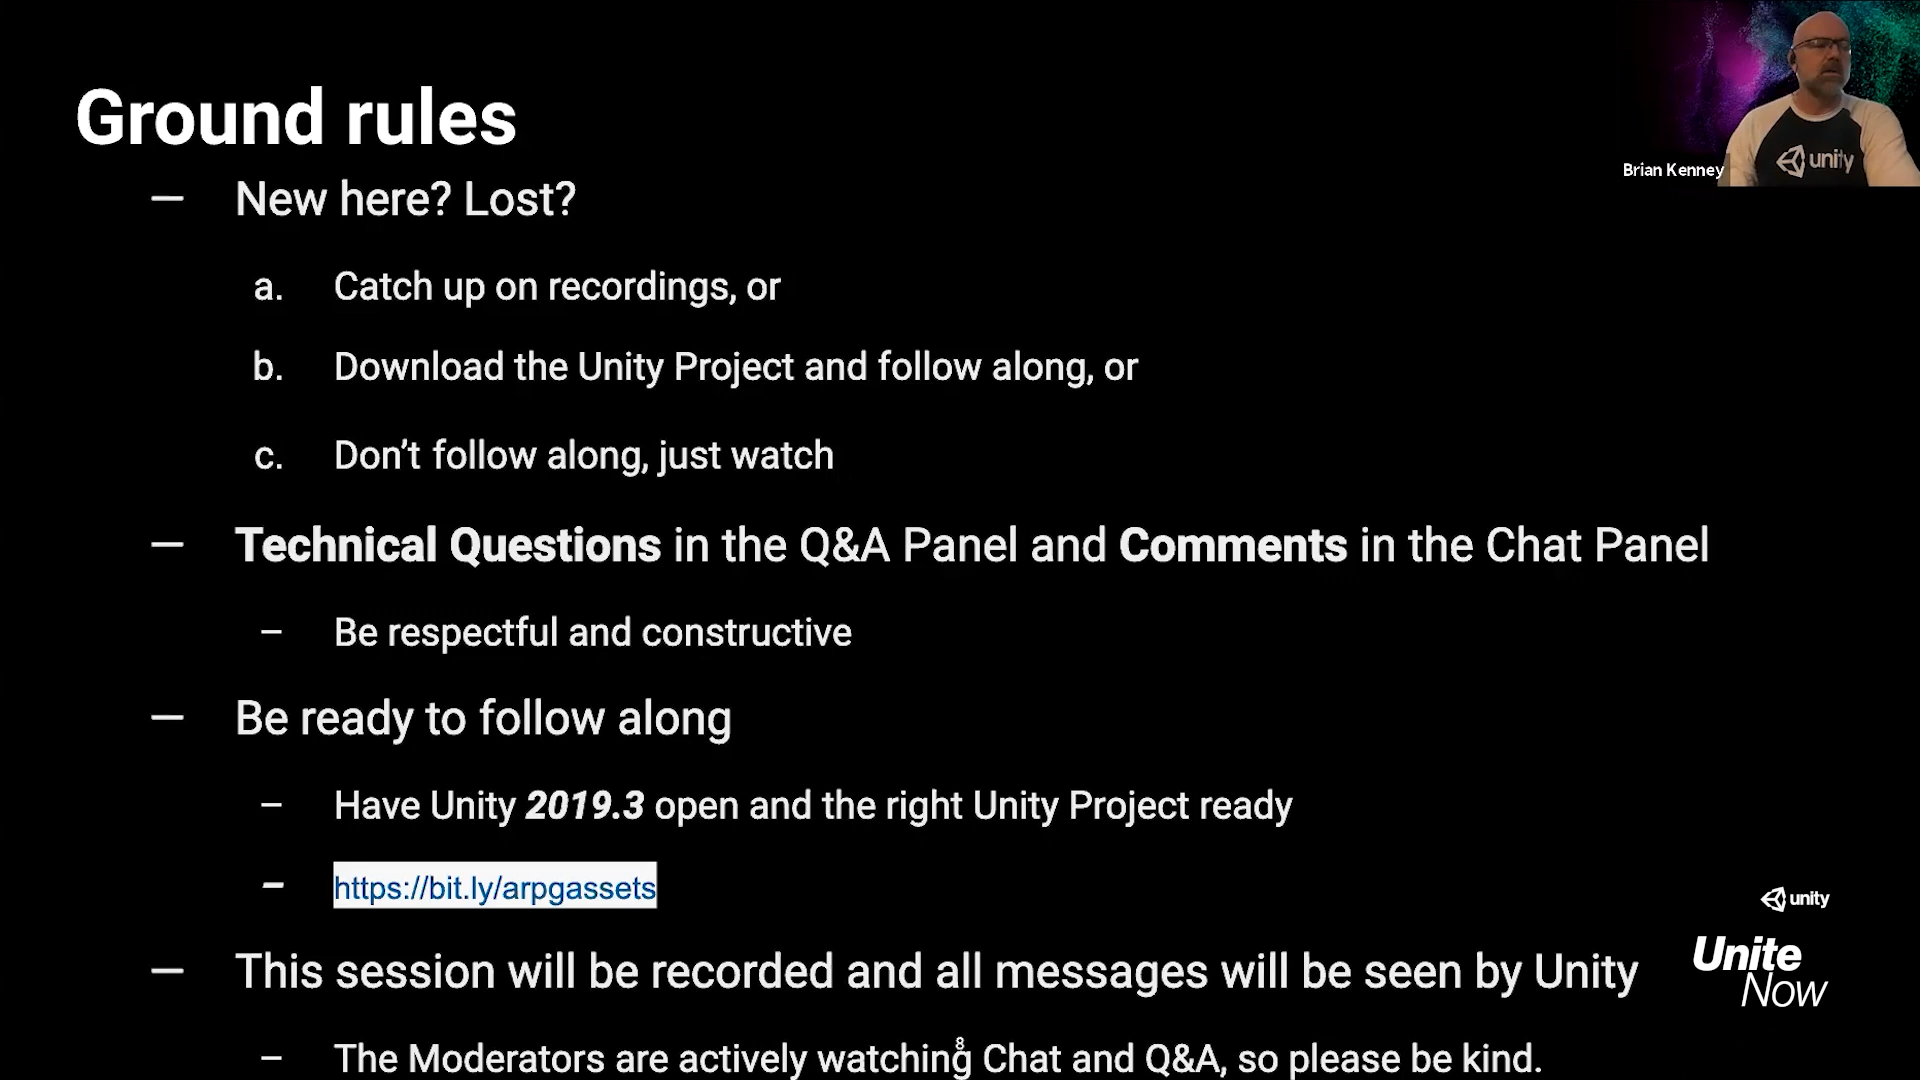 Ground rules
— New here? Lost?
a. Catch up on recordings, or
b. Download the Unity Project and follow along, or
c. Don’t follow along, just watch
— Technical Questions in the Q&A Panel and Comments in the Chat Panel
– Be respectful and constructive
— Be ready to follow along
– Have Unity 2019.3 open and the right Unity Project ready
– https://bit.ly/arpgassets
— This session will be recorded and all messages will be seen by Unity
– The Moderators are actively watching Chat and Q&A, so please be kind.
8
unity
Brian Kenney
unity
Unite
Now